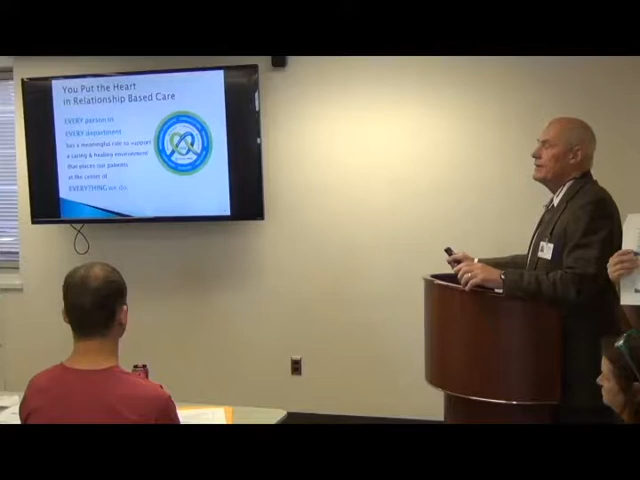 You Put the Heart
in Relationship Based Care
EVERY person in
EVERY department
has a meaningful role to support
a caring & healing environment
that places our patients
at the center of
EVERYTHING we do.